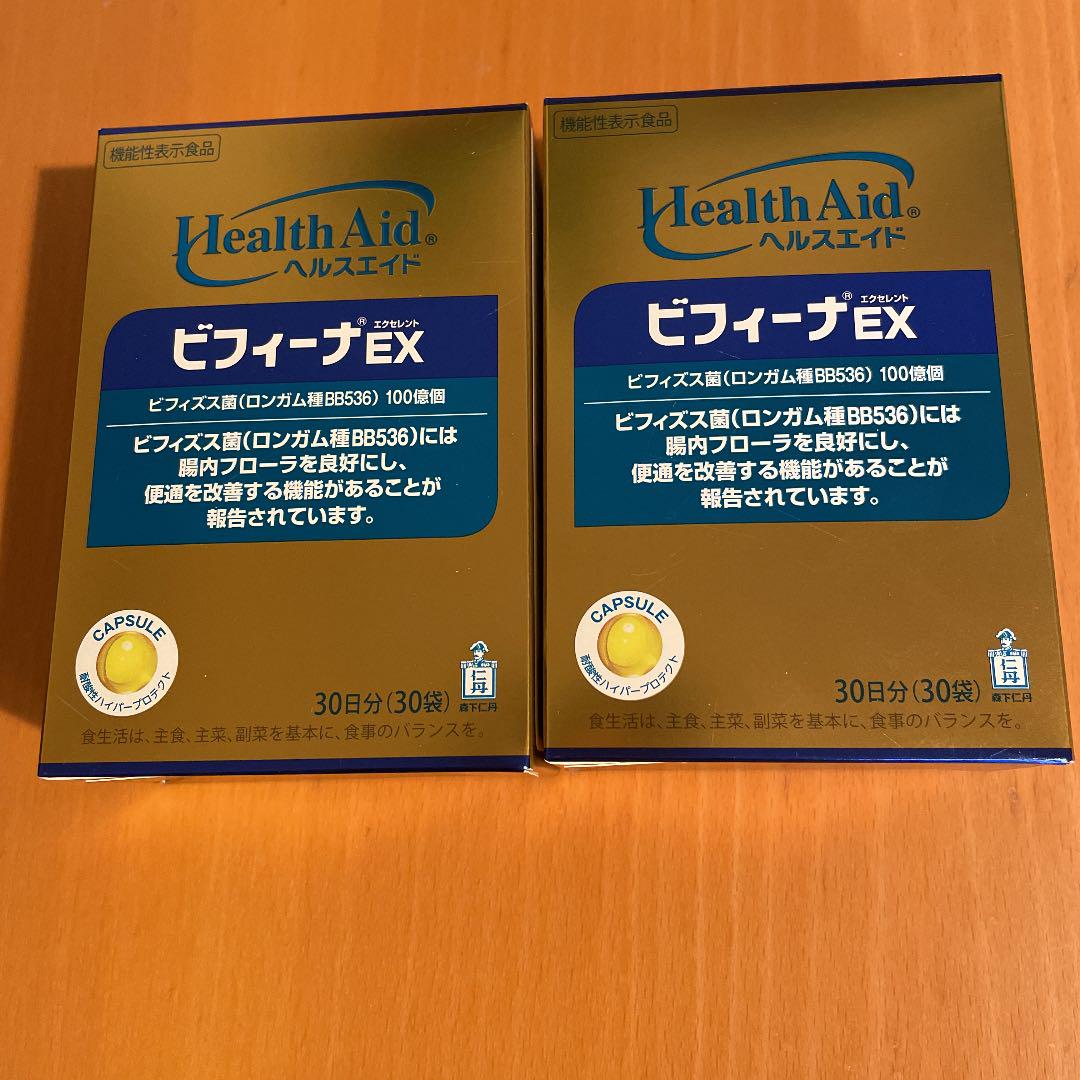 機能性表示食品
Health Aid®
ヘルスエイド
エクセレント
ビフィーナ®EX
ビフィズス菌(ロンガム種BB536) 100億個
ビフィズス菌(ロンガム種BB536)には
腸内フローラを良好にし、
便通を改善する機能があることが
報告されています。
CAPSULE
耐酸性ハイパープロテクト
仁丹
森下仁丹
30日分(30袋)
食生活は、主食、主菜、副菜を基本に、食事のバランスを。
機能性表示食品
Health Aid®
ヘルスエイド
エクセレント
ビフィーナ®EX
ビフィズス菌(ロンガム種BB536) 100億個
ビフィズス菌(ロンガム種BB536)には
腸内フローラを良好にし、
便通を改善する機能があることが
報告されています。
CAPSULE
耐酸性ハイパープロテクト
仁丹
森下仁丹
30日分(30袋)
食生活は、主食、主菜、副菜を基本に、食事のバランスを。